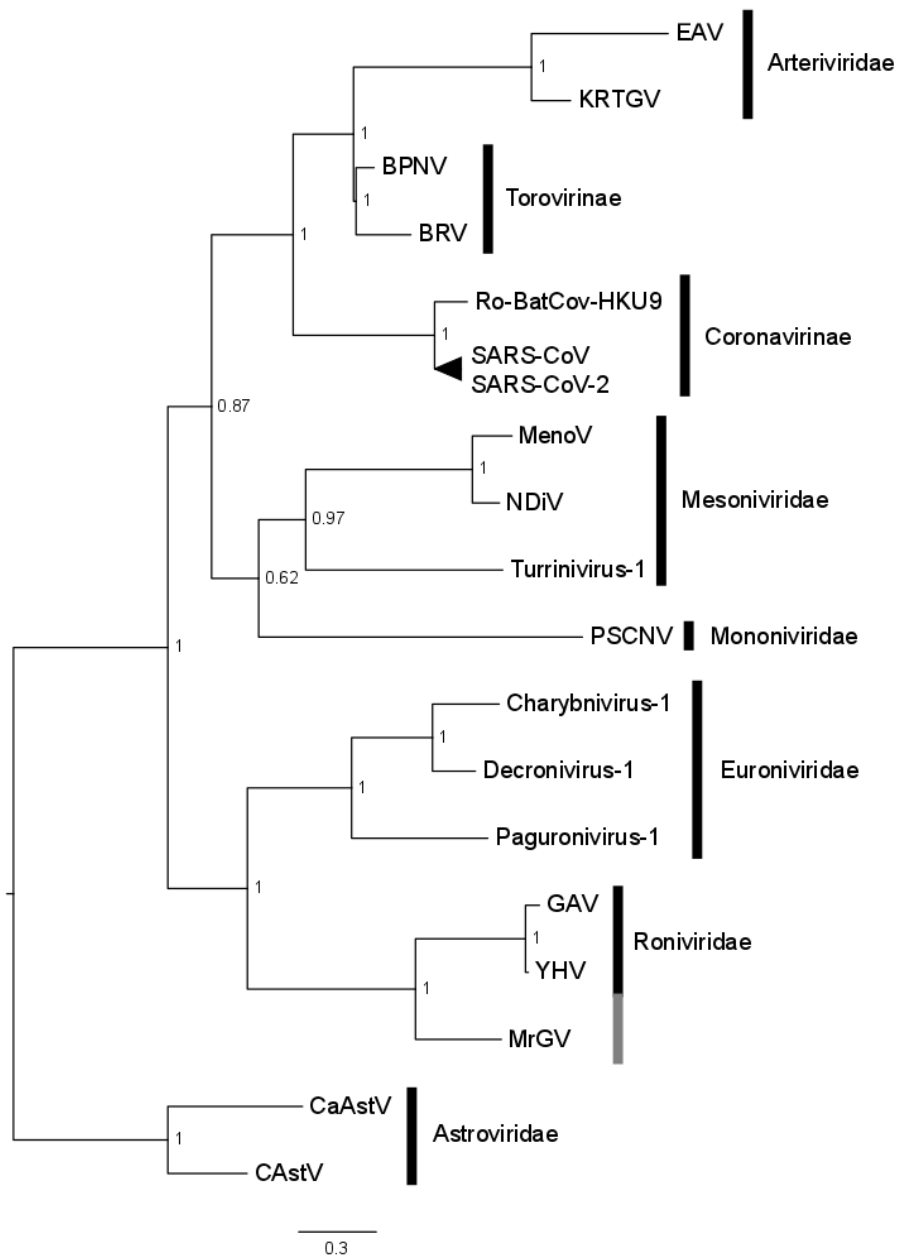 EAV
Arteriviridae
1
KRTGV
1
BPNV
Torovirinae
1
BRV
1
Ro-BatCov-HKU9
Coronavirinae
1
SARS-CoV
SARS-CoV-2
0.87
MenoV
1
NDiV
Mesoniviridae
0.97
Turrinivirus-1
0.62
PSCNV
Mononiviridae
1
Charybnivirus-1
1
Decronivirus-1
Euroniviridae
1
Paguronivirus-1
1
GAV
1
Roniviridae
YHV
1
MrGV
CaAstV
1
Astroviridae
CAstV
0.3